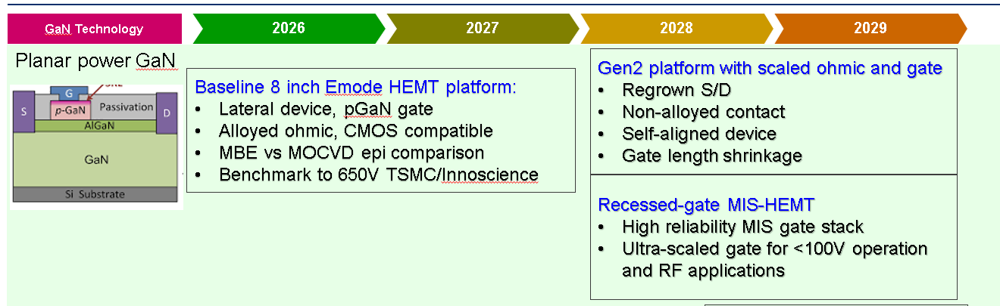 GaN Technology
2026
2027
2028
2029
Planar power GaN
G
S
p-GaN
Passivation
D
AlGaN
GaN
Si Substrate
Baseline 8 inch Emode HEMT platform:
• Lateral device, pGaN gate
• Alloyed ohmic, CMOS compatible
• MBE vs MOCVD epi comparison
• Benchmark to 650V TSMC/Innoscience
Gen2 platform with scaled ohmic and gate
• Regrown S/D
• Non-alloyed contact
• Self-aligned device
• Gate length shrinkage
Recessed-gate MIS-HEMT
• High reliability MIS gate stack
• Ultra-scaled gate for <100V operation
and RF applications